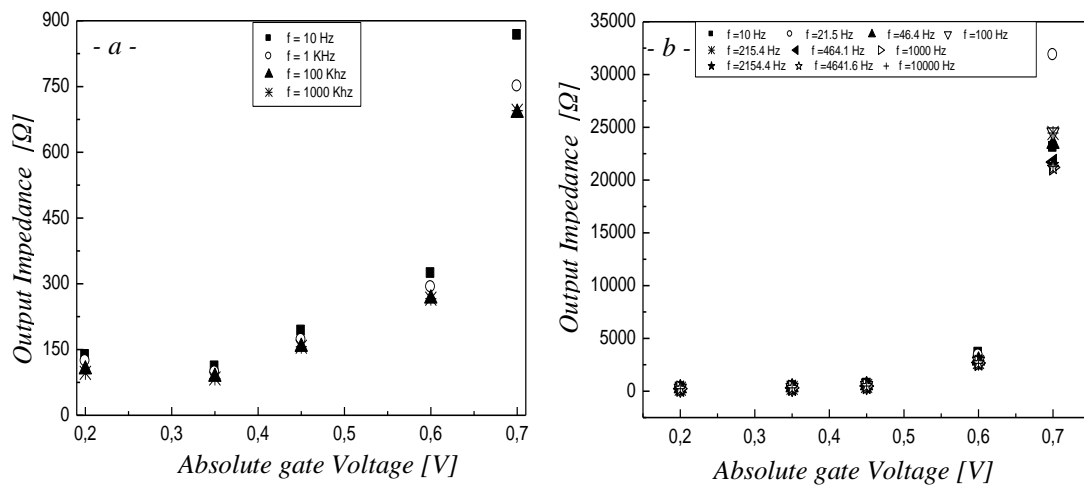 - a -
f = 10 Hz
f = 1 KHz
f = 100 Khz
f = 1000 Khz
900
750
600
450
300
150
0
0,2 0,3 0,4 0,5 0,6 0,7
Output Impedance [Ω]
Absolute gate Voltage [V]
- b -
f =10 Hz f =21.5 Hz f =46.4 Hz f =100 Hz
f =215.4 Hz f =464.1 Hz f =1000 Hz
f =2154.4 Hz f =4641.6 Hz f =10000 Hz
35000
30000
25000
20000
15000
10000
5000
0
0,2 0,3 0,4 0,5 0,6 0,7
Output Impedance [Ω]
Absolute gate Voltage [V]